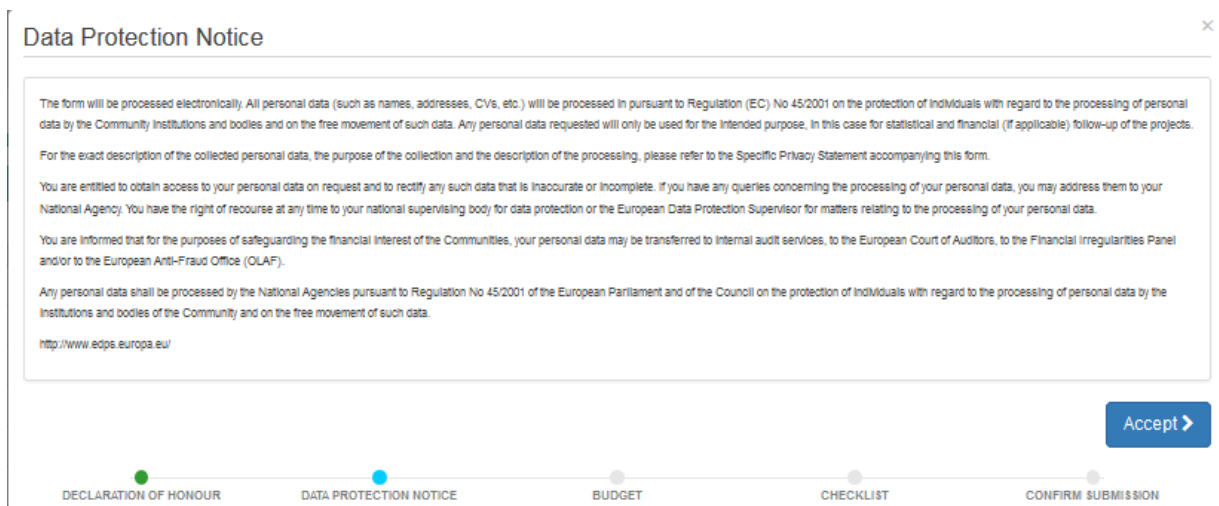 Data Protection Notice
×
The form will be processed electronically. All personal data (such as names, addresses, CVs, etc.) will be processed in pursuant to Regulation (EC) No 45/2001 on the protection of individuals with regard to the processing of personal
data by the Community institutions and bodies and on the free movement of such data. Any personal data requested will only be used for the intended purpose, in this case for statistical and financial (if applicable) follow-up of the projects.
For the exact description of the collected personal data, the purpose of the collection and the description of the processing, please refer to the Specific Privacy Statement accompanying this form.
You are entitled to obtain access to your personal data on request and to rectify any such data that is inaccurate or incomplete. If you have any queries concerning the processing of your personal data, you may address them to your
National Agency. You have the right of recourse at any time to your national supervising body for data protection or the European Data Protection Supervisor for matters relating to the processing of your personal data.
You are informed that for the purposes of safeguarding the financial interest of the Communities, your personal data may be transferred to internal audit services, to the European Court of Auditors, to the Financial Irregularities Panel
and/or to the European Anti-Fraud Office (OLAF).
Any personal data shall be processed by the National Agencies pursuant to Regulation No 45/2001 of the European Parliament and of the Council on the protection of individuals with regard to the processing of personal data by the
institutions and bodies of the Community and on the free movement of such data.
http://www.edps.europa.eu/
Accept
DECLARATION OF HONOUR DATA PROTECTION NOTICE BUDGET CHECKLIST CONFIRM SUBMISSION